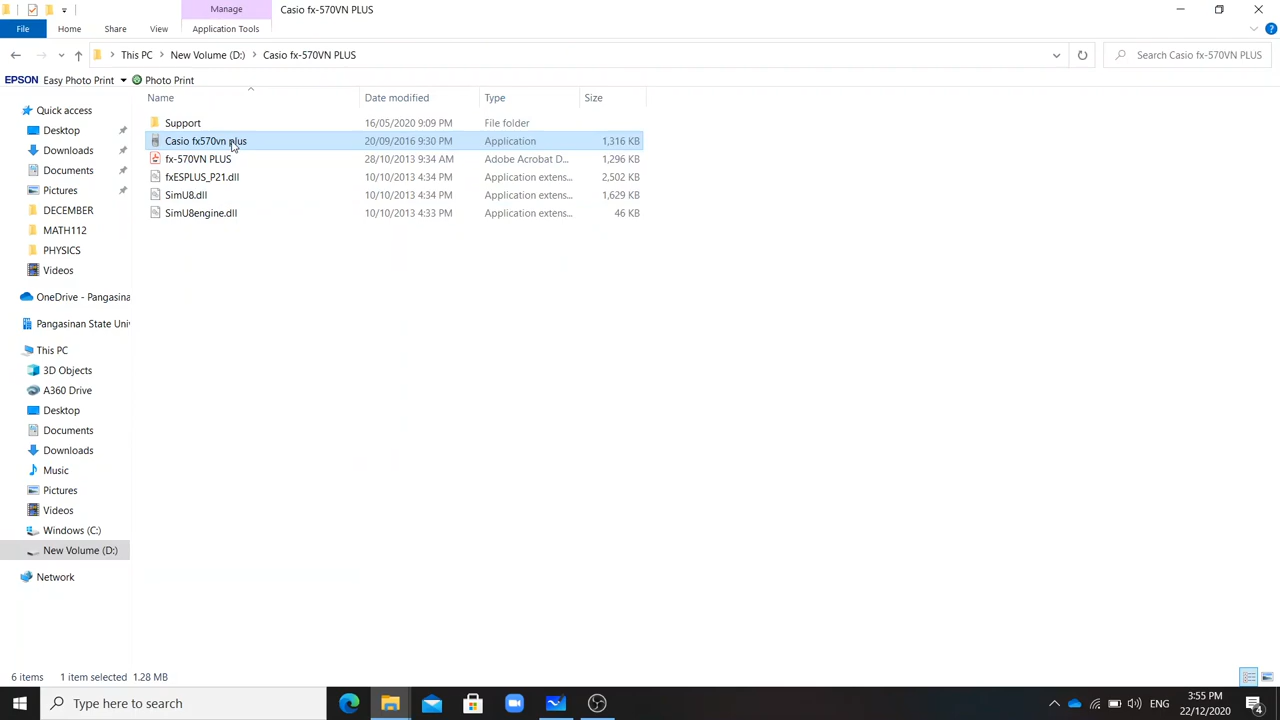 Manage
Casio fx-570VN PLUS
File
Home
Share
View
Application Tools
This PC
New Volume (D:)
Casio fx-570VN PLUS
Search Casio fx-570VN PLUS
EPSON Easy Photo Print
Photo Print
Name
Date modified
Type
Size
Quick access
Desktop
Downloads
Documents
Pictures
DECEMBER
MATH112
PHYSICS
Videos
OneDrive - Pangasina
Pangasinan State Uni
This PC
3D Objects
A360 Drive
Desktop
Documents
Downloads
Music
Pictures
Videos
Windows (C:)
New Volume (D:)
Network
Support 16/05/2020 9:09 PM File folder
Casio fx570vn plus 20/09/2016 9:30 PM Application 1,316 KB
fx-570VN PLUS 28/10/2013 9:34 AM Adobe Acrobat D... 1,296 KB
fxESPLUS_P21.dll 10/10/2013 4:34 PM Application extens... 2,502 KB
SimU8.dll 10/10/2013 4:34 PM Application extens... 1,629 KB
SimU8engine.dll 10/10/2013 4:33 PM Application extens... 46 KB
6 items 1 item selected 1.28 MB
Type here to search
ENG
3:55 PM
22/12/2020
4